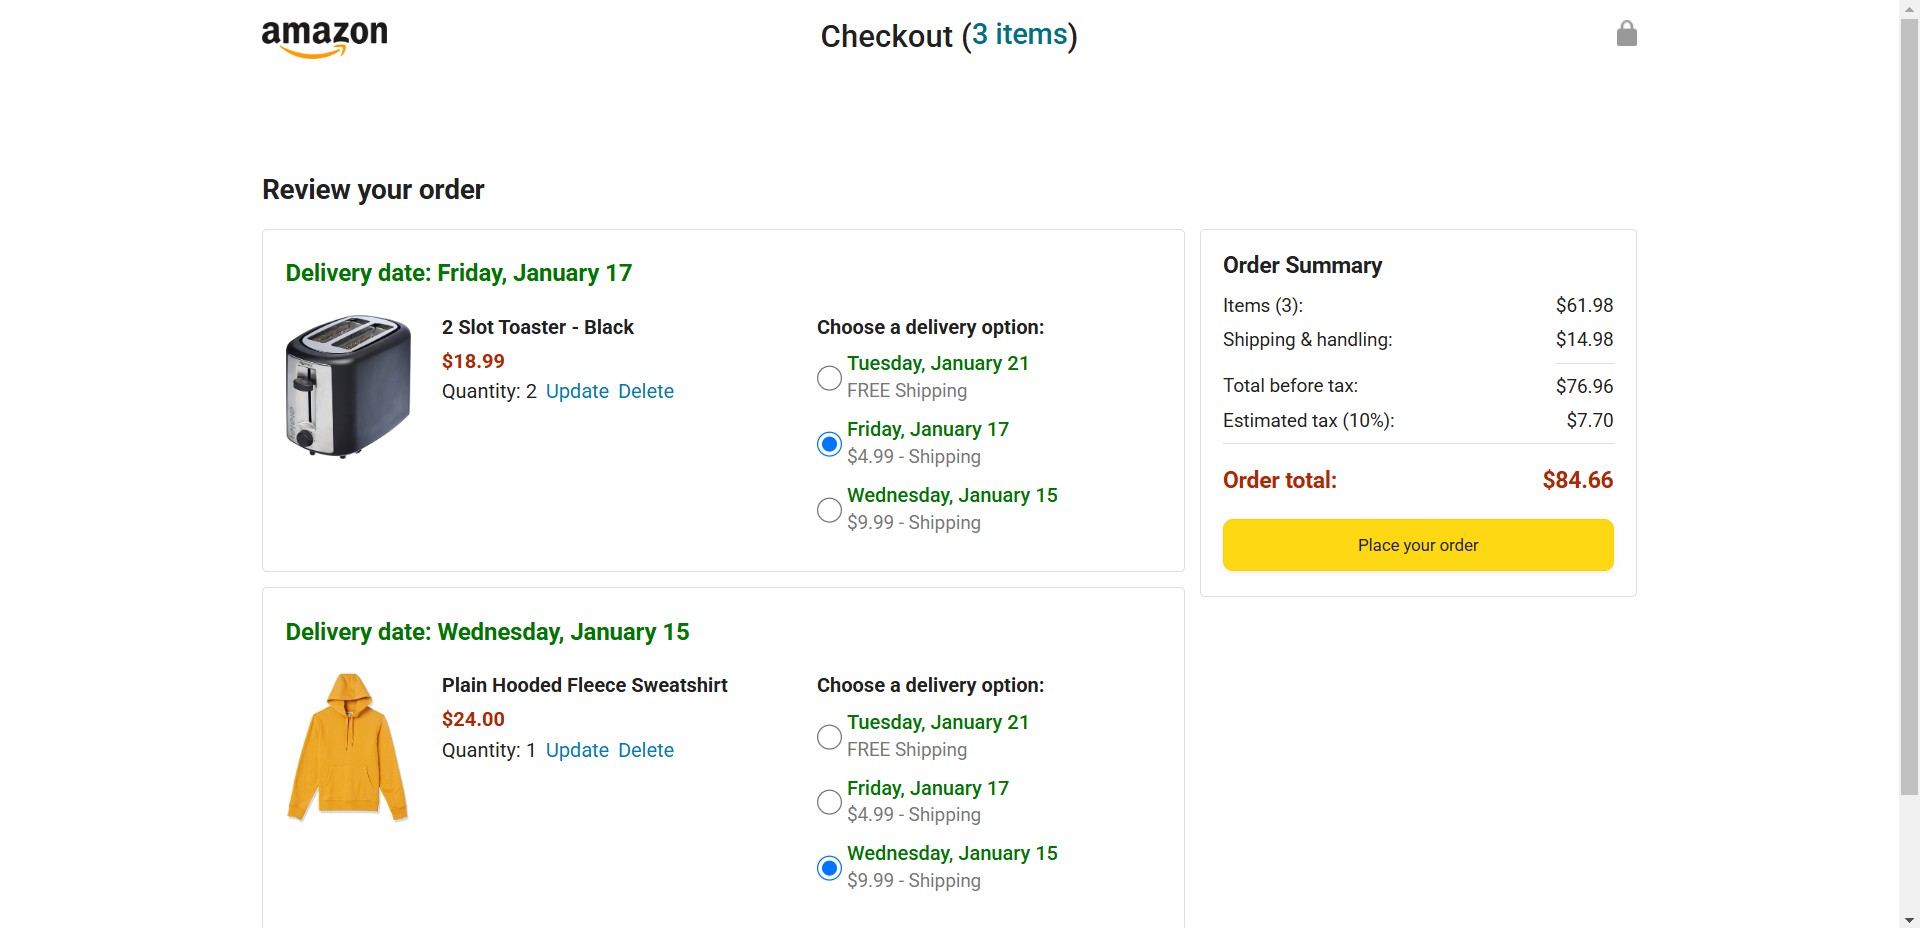 amazon
Checkout (3 items)
Review your order
Delivery date: Friday, January 17
2 Slot Toaster - Black
$18.99
Quantity: 2 Update Delete
Choose a delivery option:
Tuesday, January 21
FREE Shipping
Friday, January 17
$4.99 - Shipping
Wednesday, January 15
$9.99 - Shipping
Delivery date: Wednesday, January 15
Plain Hooded Fleece Sweatshirt
$24.00
Quantity: 1 Update Delete
Choose a delivery option:
Tuesday, January 21
FREE Shipping
Friday, January 17
$4.99 - Shipping
Wednesday, January 15
$9.99 - Shipping
Order Summary
Items (3): $61.98
Shipping & handling: $14.98
Total before tax: $76.96
Estimated tax (10%): $7.70
Order total: $84.66
Place your order